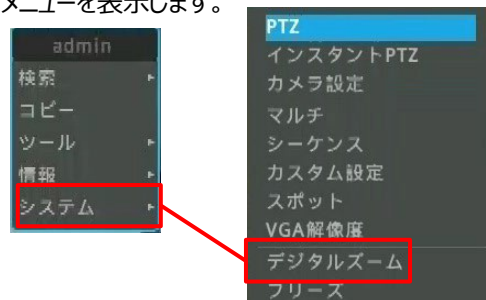 メニューを表示します。
admin
検索
コピー
ツール
情報
システム
PTZ
インスタントPTZ
カメラ設定
マルチ
シーケンス
カスタム設定
スポット
VGA解像度
デジタルズーム
フリーズ